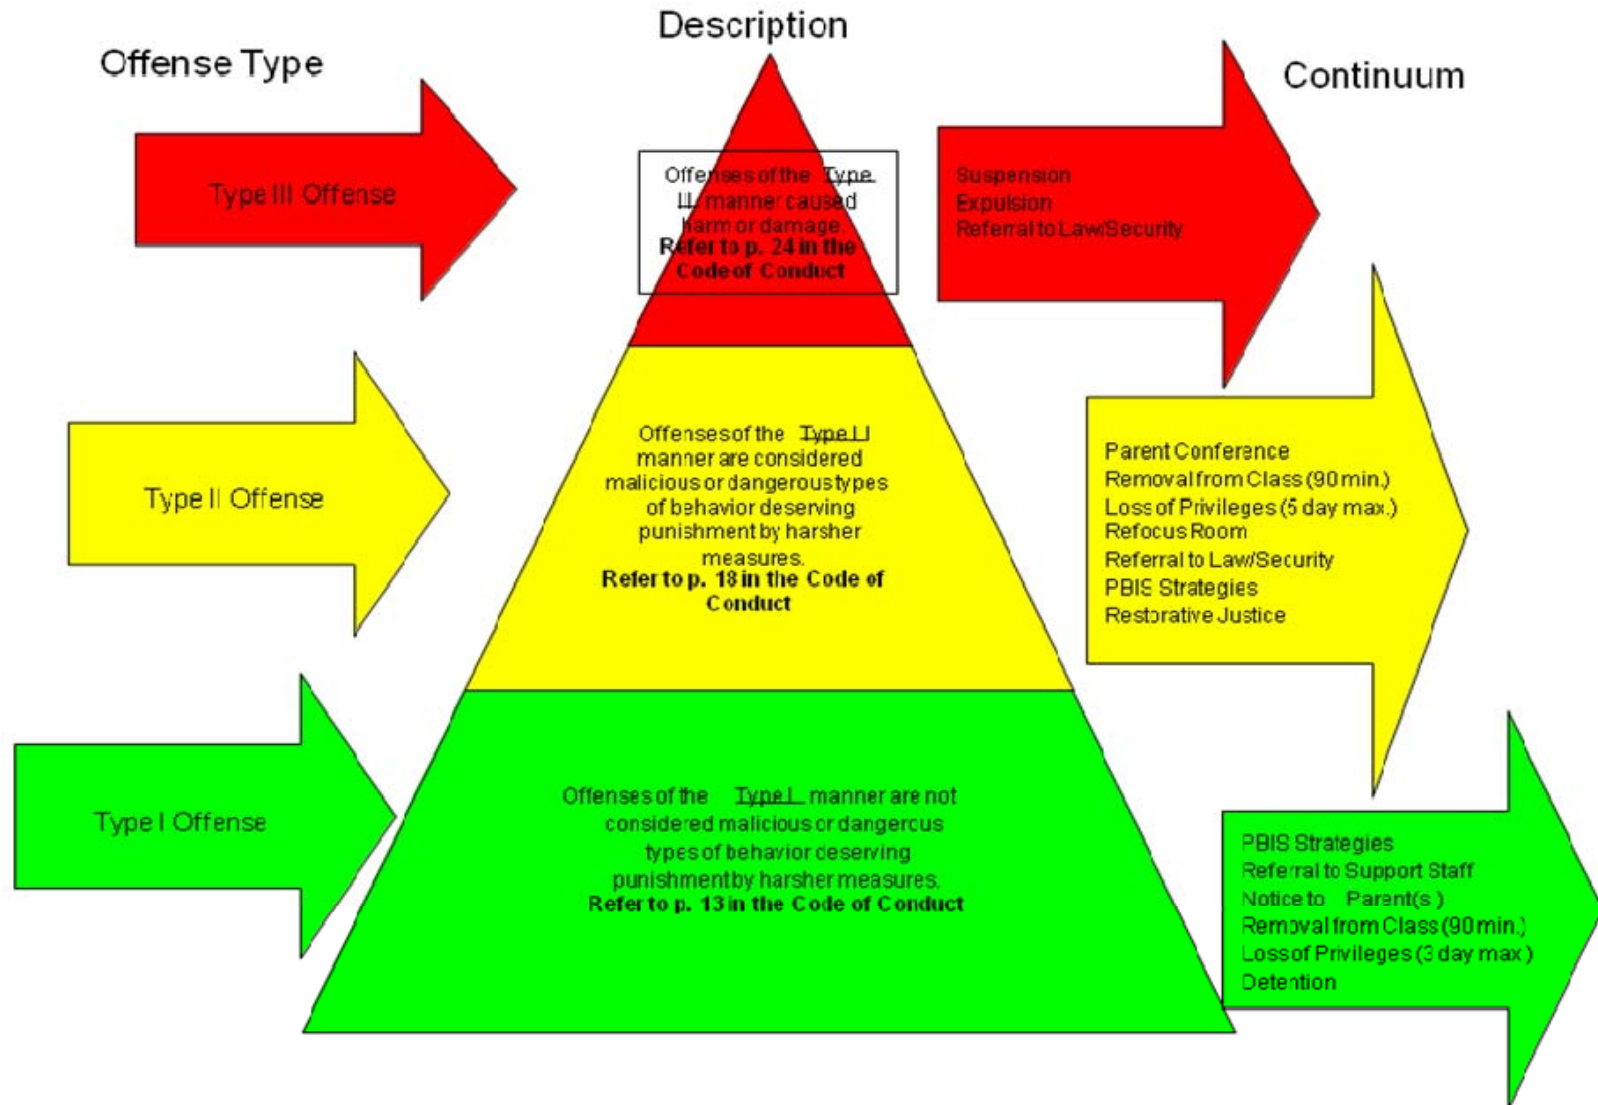 Description
Offense Type
Continuum
Type III Offense
Offenses of the Type
III manner caused
harm or damage.
Refer to p. 24 in the
Code of Conduct
Suspension
Expulsion
Referral to Law/Security
Type II Offense
Offenses of the Type II
manner are considered
malicious or dangerous types
of behavior deserving
punishment by harsher
measures.
Refer to p. 18 in the Code of
Conduct
Parent Conference
Removal from Class (90 min.)
Loss of Privileges (5 day max.)
Refocus Room
Referral to Law/Security
PBIS Strategies
Restorative Justice
Type I Offense
Offenses of the Type I manner are not
considered malicious or dangerous
types of behavior deserving
punishment by harsher measures.
Refer to p. 13 in the Code of Conduct
PBIS Strategies
Referral to Support Staff
Notice to Parent(s)
Removal from Class (90 min.)
Loss of Privileges (3 day max.)
Detention